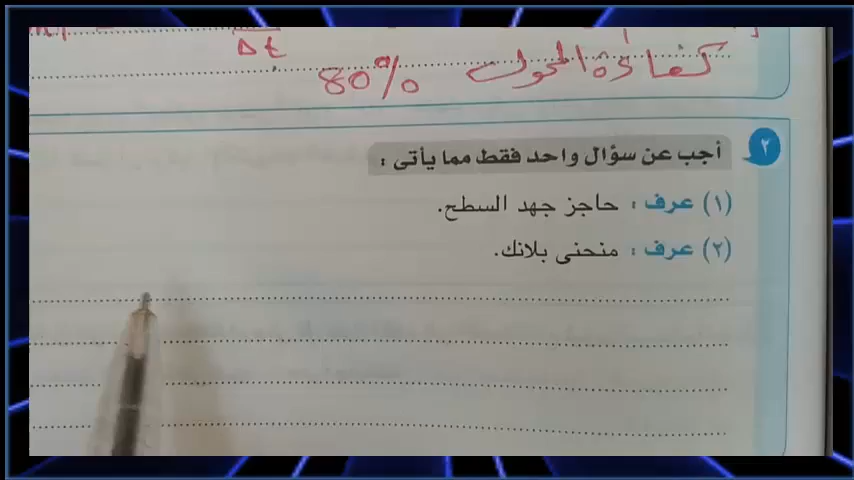 Δt
كفاءة المحول 80%
٢ أجب عن سؤال واحد فقط مما يأتى :
(١) عرف : حاجز جهد السطح.
(٢) عرف : منحنى بلانك.